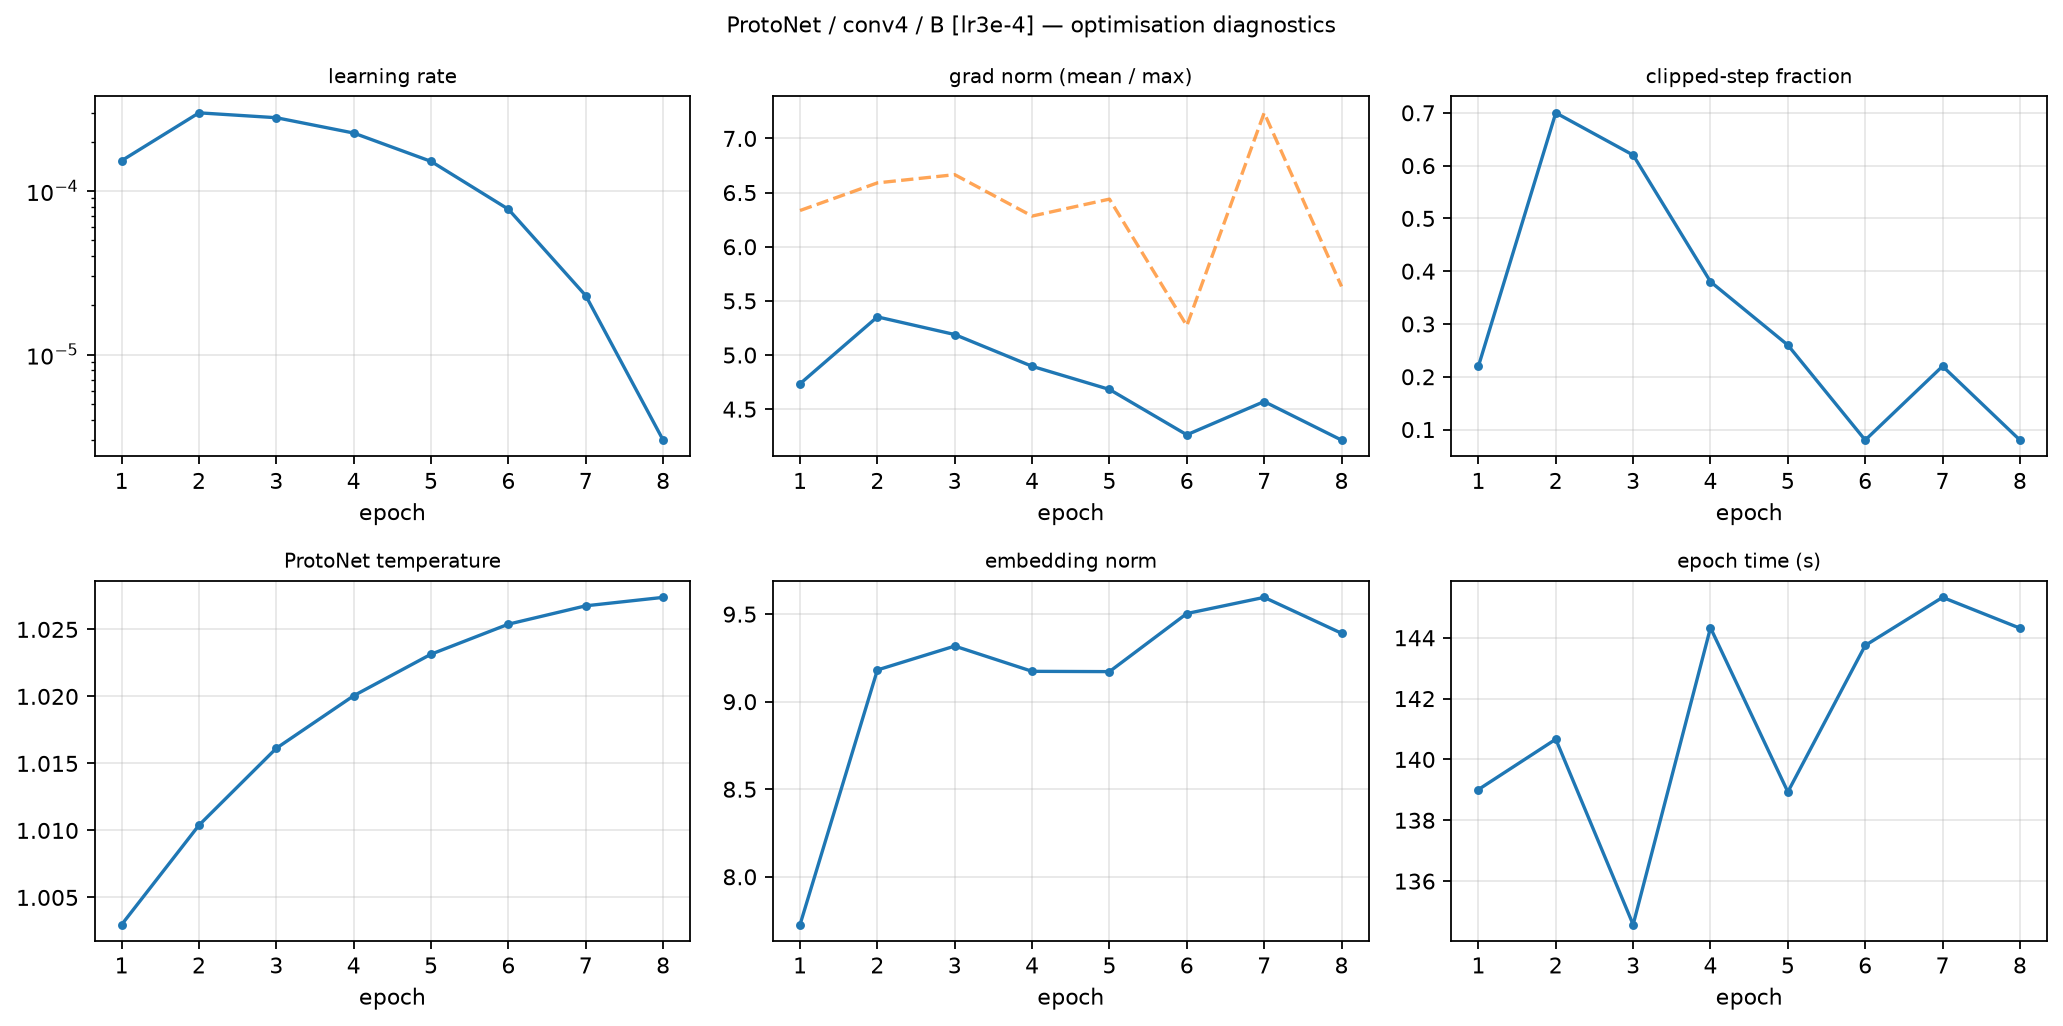 ProtoNet / conv4 / B [lr3e-4] — optimisation diagnostics
learning rate
10⁻⁴
10⁻⁵
1 2 3 4 5 6 7 8
epoch
grad norm (mean / max)
7.0
6.5
6.0
5.5
5.0
4.5
1 2 3 4 5 6 7 8
epoch
clipped-step fraction
0.7
0.6
0.5
0.4
0.3
0.2
0.1
1 2 3 4 5 6 7 8
epoch
ProtoNet temperature
1.025
1.020
1.015
1.010
1.005
1 2 3 4 5 6 7 8
epoch
embedding norm
9.5
9.0
8.5
8.0
1 2 3 4 5 6 7 8
epoch
epoch time (s)
144
142
140
138
136
1 2 3 4 5 6 7 8
epoch